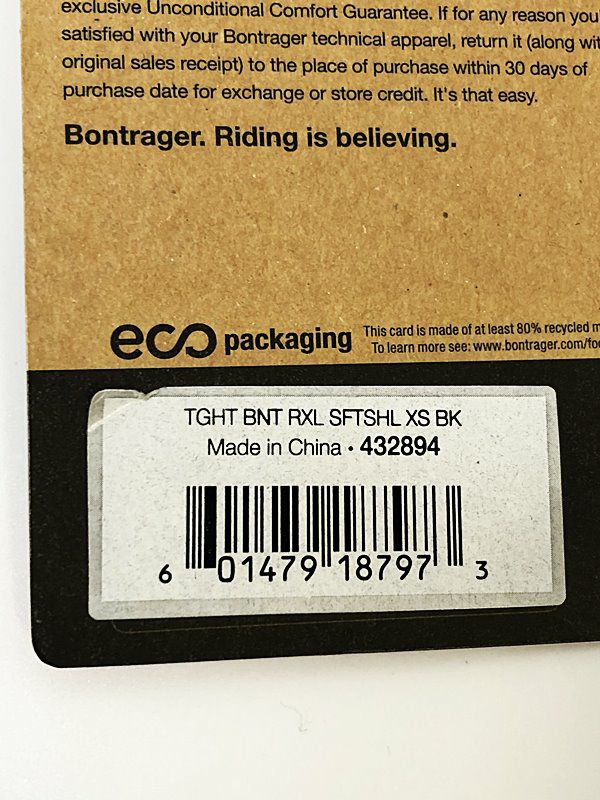 exclusive Unconditional Comfort Guarantee. If for any reason you
satisfied with your Bontrager technical apparel, return it (along
original sales receipt) to the place of purchase within 30 days of
purchase date for exchange or store credit. It's that easy.
Bontrager. Riding is believing.
eco packaging
This card is made of at least 80% recycled
To learn more see: www.bontrager.com/
TGHT BNT RXL SFTSHL XS BK
Made in China • 432894
6 01479 18797 3